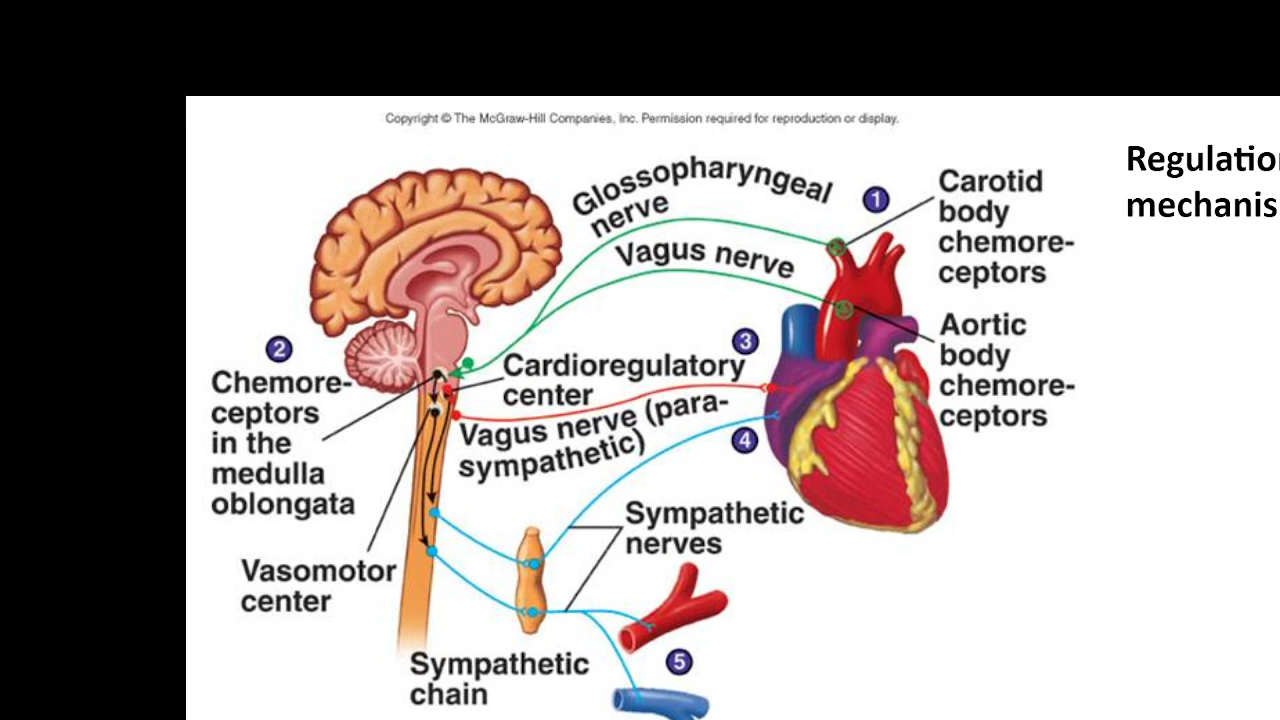 Copyright © The McGraw-Hill Companies, Inc. Permission required for reproduction or display.
Regulation
mechanis
Glossopharyngeal
nerve
Vagus nerve
1
Carotid
body
chemore-
ceptors
Aortic
body
chemore-
ceptors
2
Chemore-
ceptors
in the
medulla
oblongata
Cardioregulatory
center
3
Vagus nerve (para-
sympathetic)
4
Sympathetic
nerves
Vasomotor
center
Sympathetic
chain
5